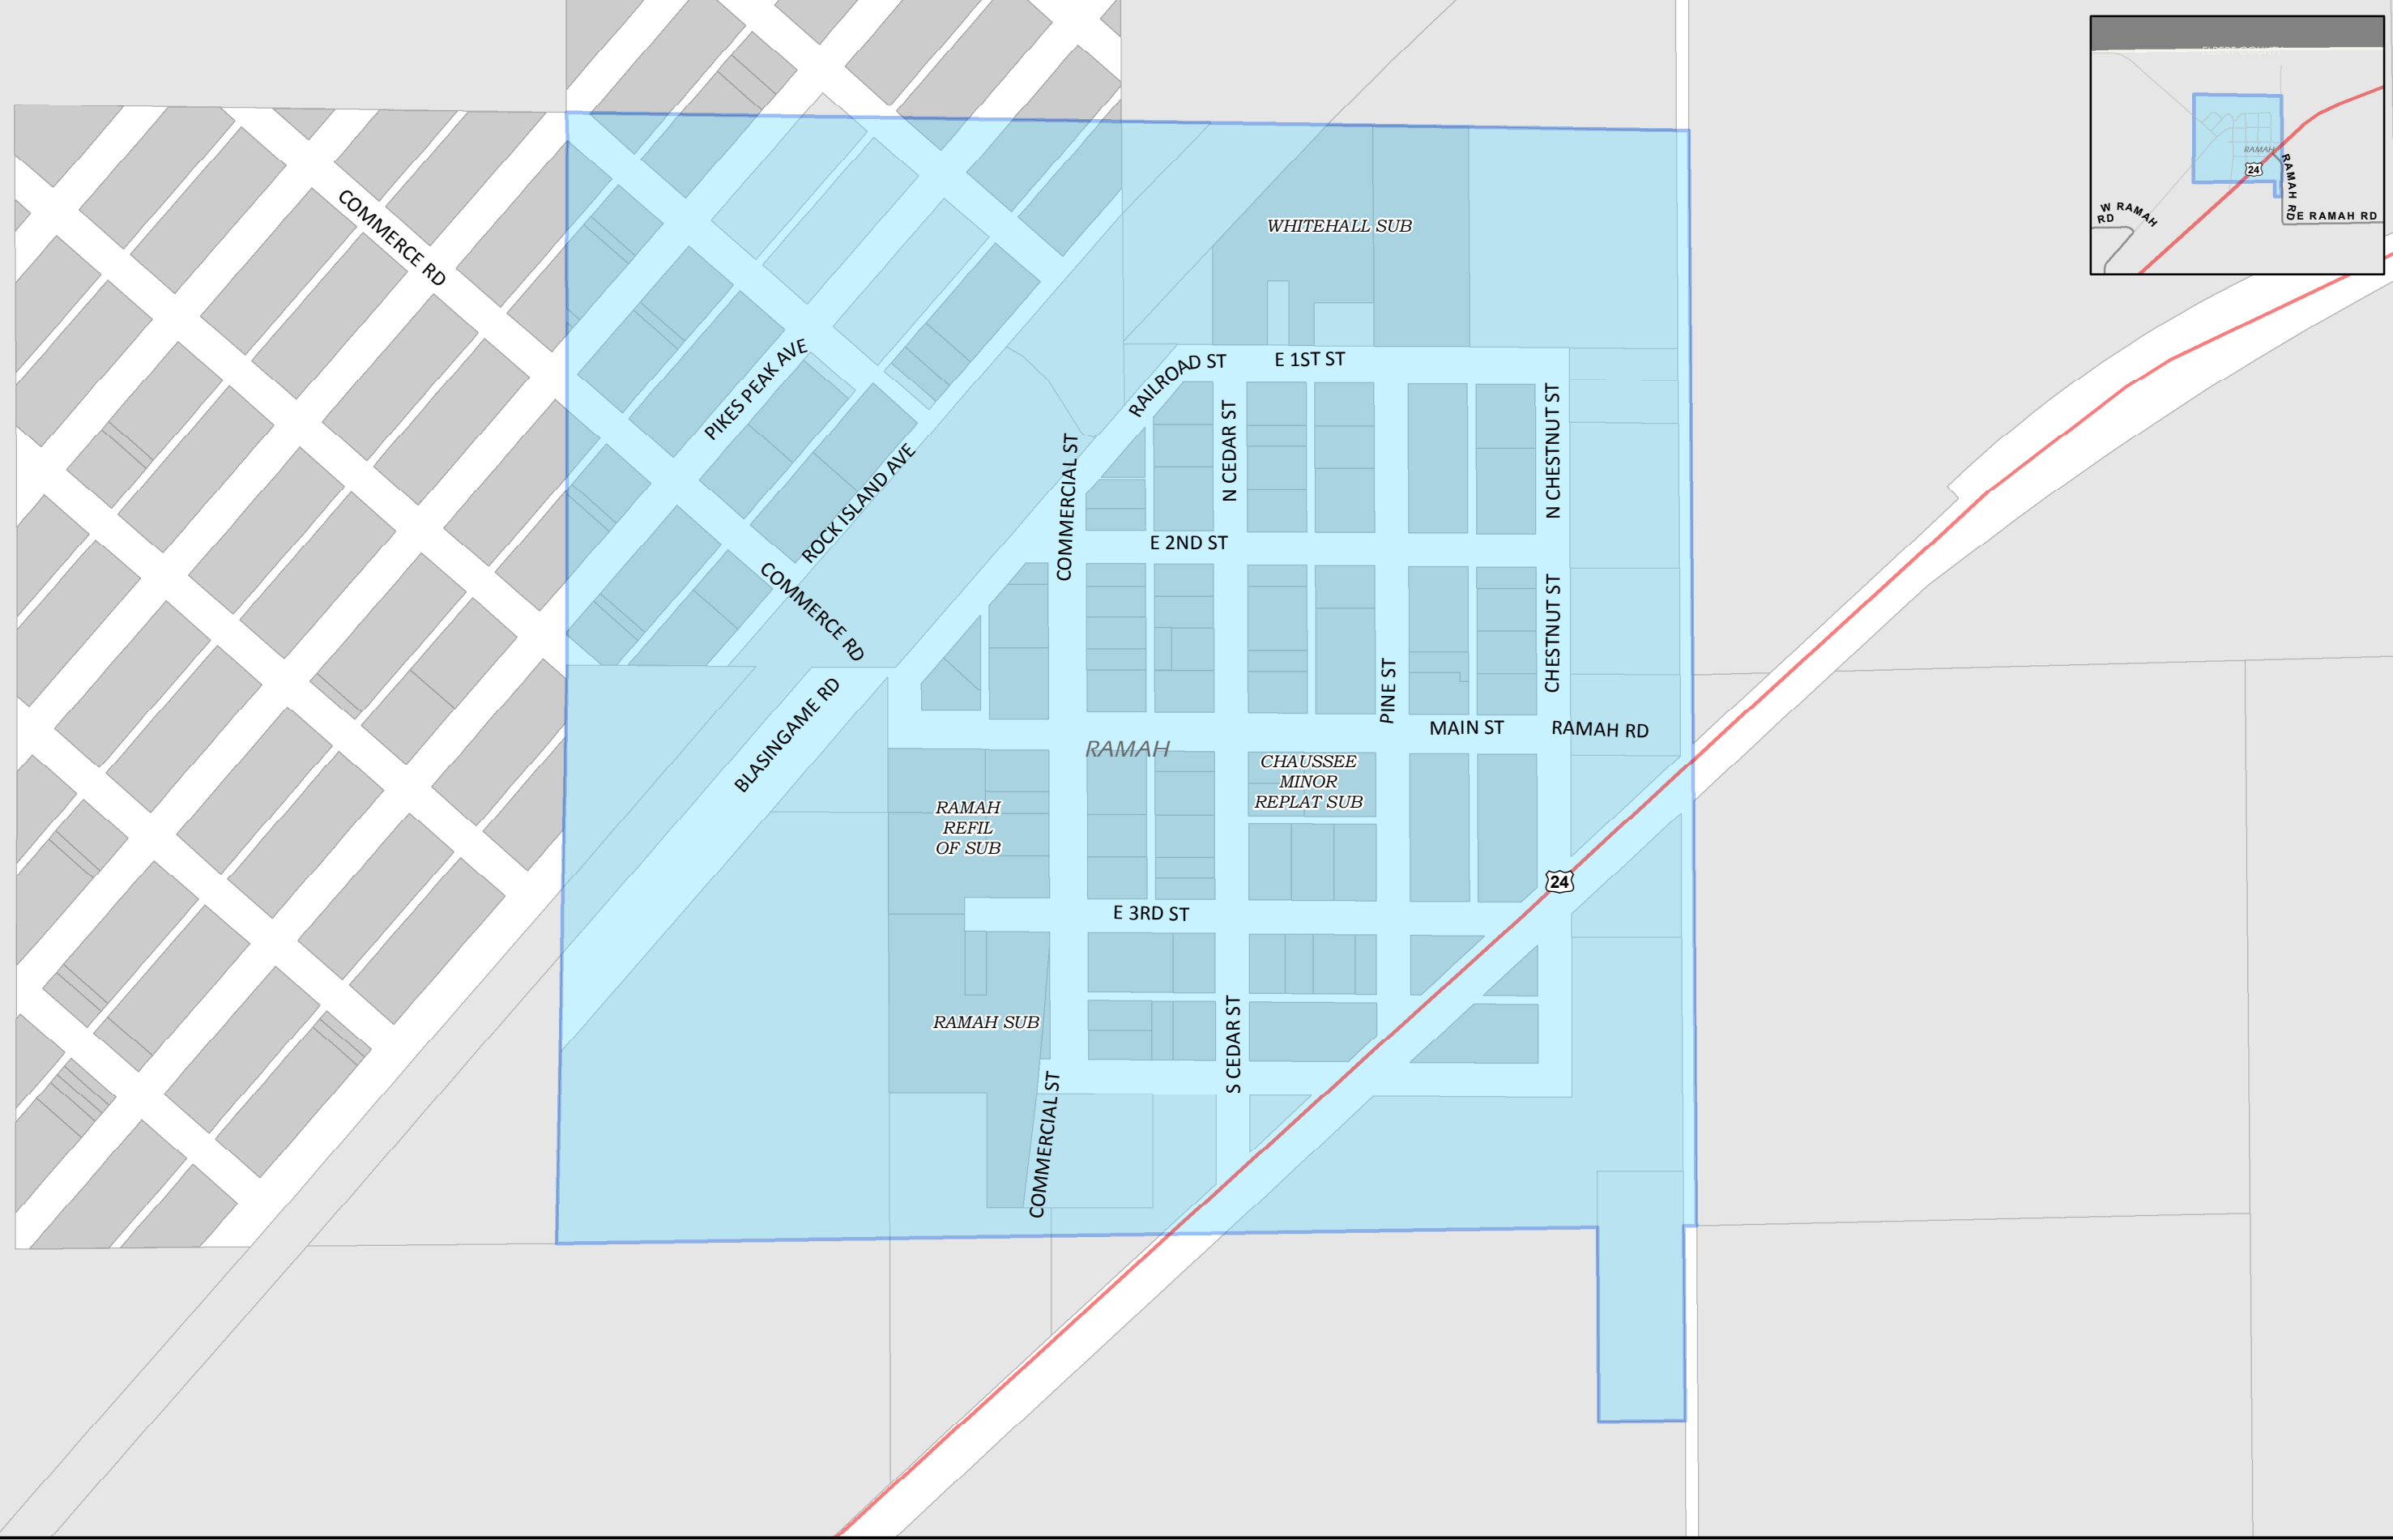 COMMERCE RD
WHITEHALL SUB
PIKES PEAK AVE
RAILROAD ST
E 1ST ST
N CEDAR ST
N CHESTNUT ST
COMMERCIAL ST
ROCK ISLAND AVE
E 2ND ST
COMMERCE RD
CHESTNUT ST
PINE ST
BLASINGAME RD
MAIN ST
RAMAH RD
RAMAH
CHAUSSEE
MINOR
REPLAT SUB
RAMAH
REFIL
OF SUB
24
E 3RD ST
RAMAH SUB
S CEDAR ST
COMMERCIAL ST
RAMAH
24
RAMAH RD
W RAMAH
RD
E RAMAH RD